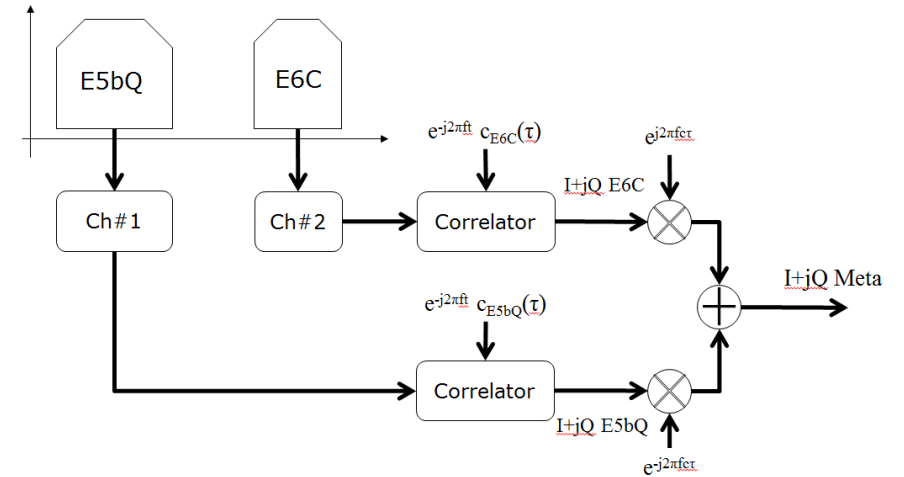 E5bQ
E6C
e-j2πft cE6C(τ)
ej2πfcτ
I+jQ E6C
Ch#1
Ch#2
Correlator
I+jQ Meta
e-j2πft cE5bQ(τ)
Correlator
I+jQ E5bQ
e-j2πfcτ